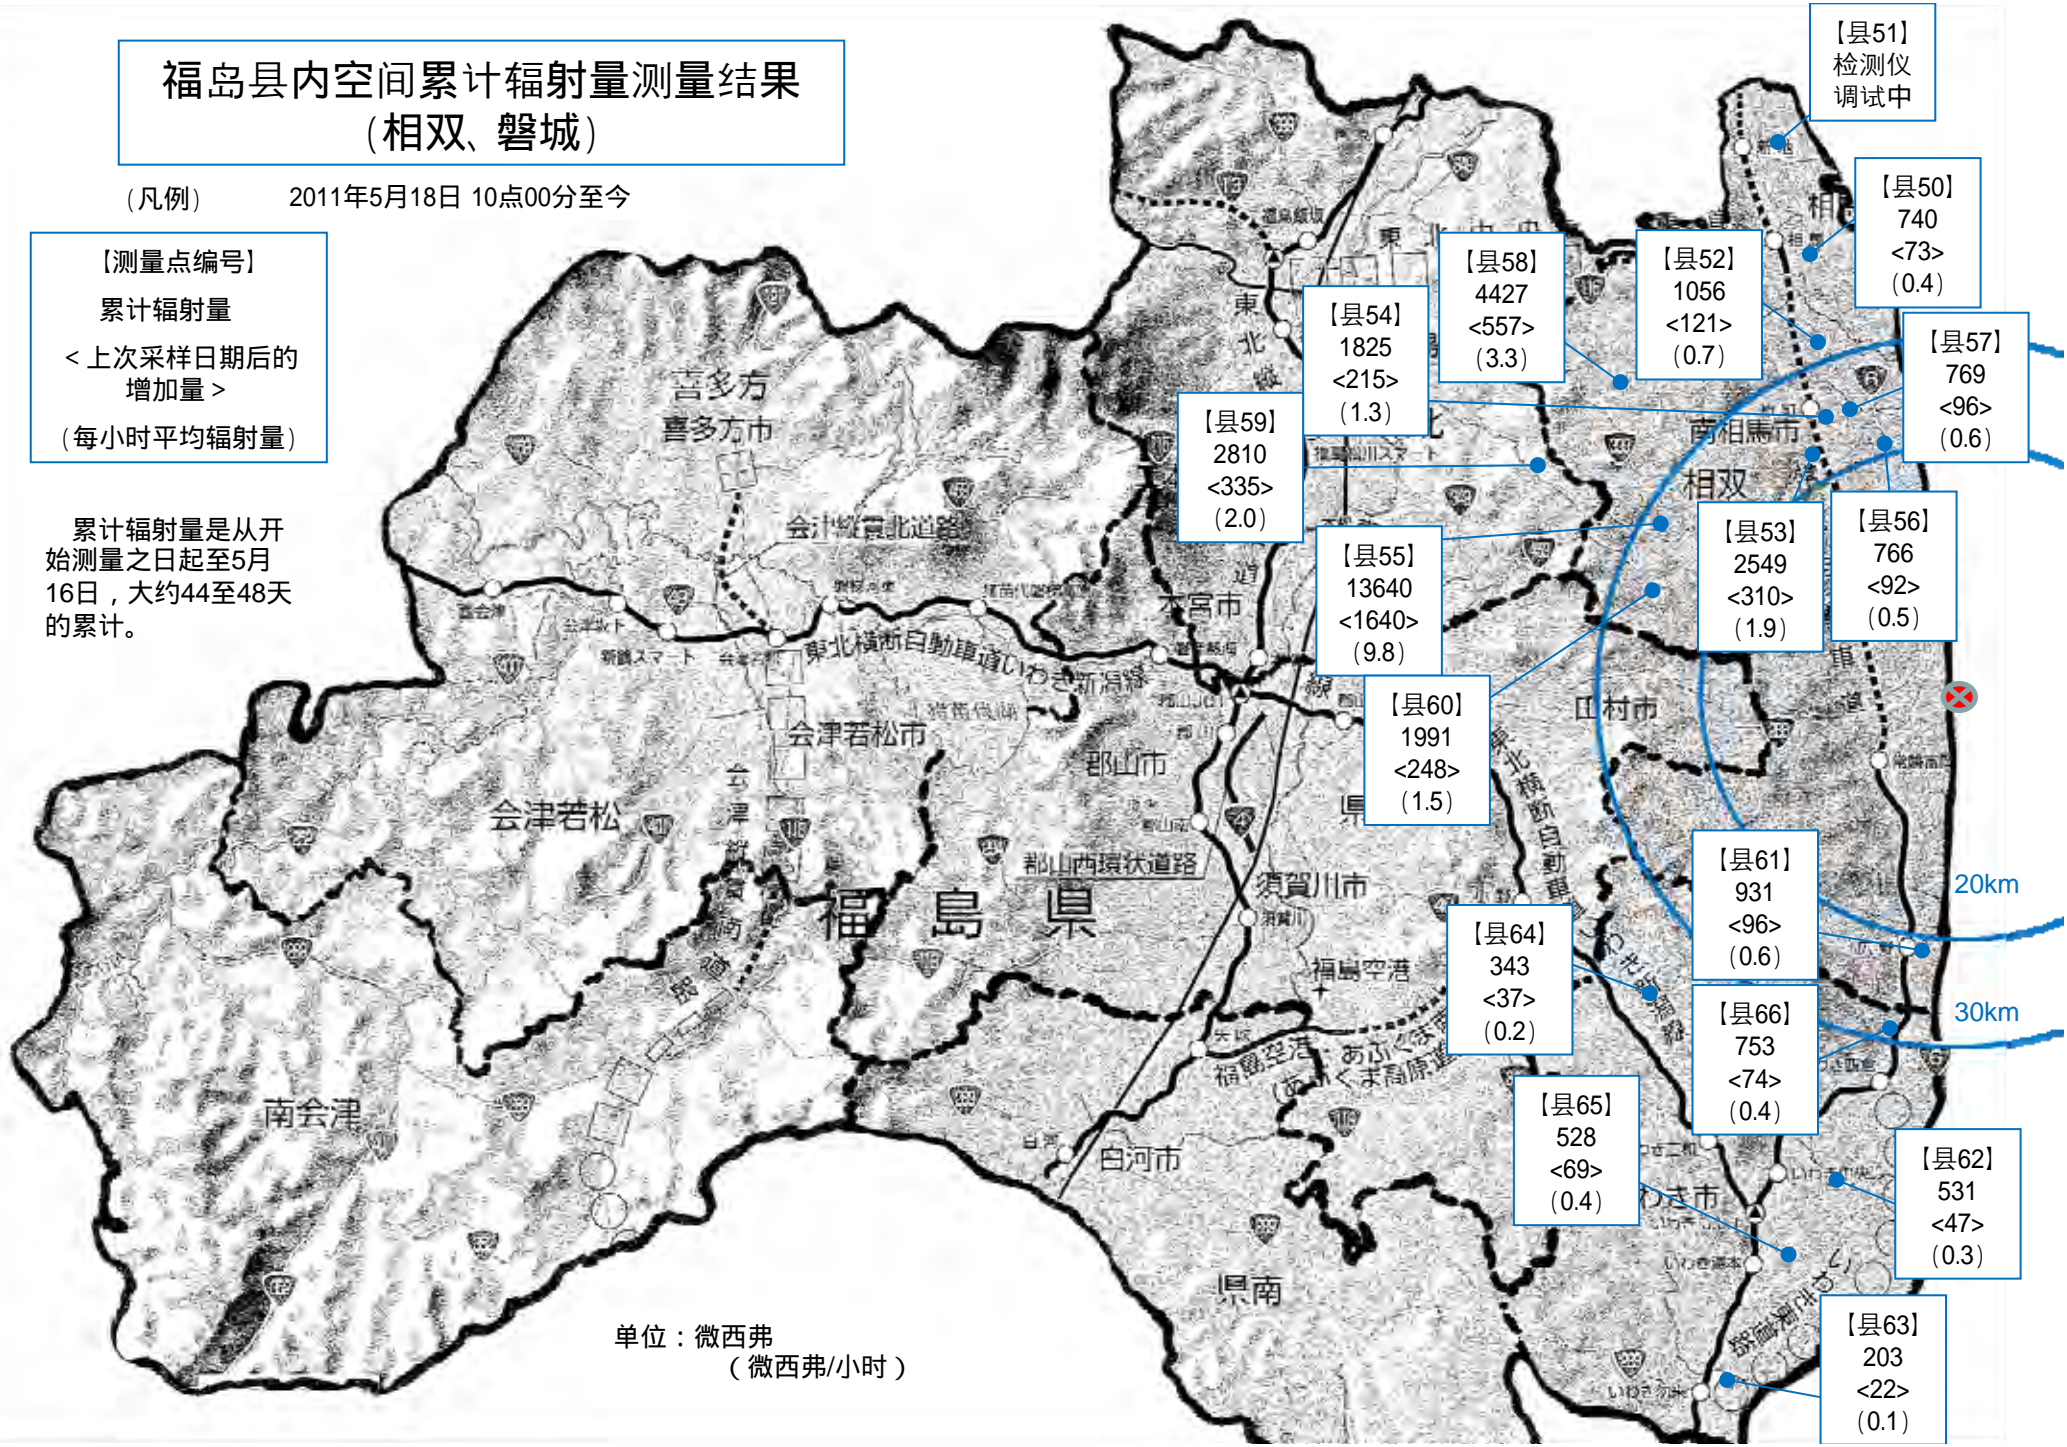 福岛县内空间累计辐射量测量结果
(相双、磐城)
(凡例)
2011年5月18日 10点00分至今
【测量点编号】
累计辐射量
<上次采样日期后的
增加量>
(每小时平均辐射量)
累计辐射量是从开
始测量之日起至5月
16日，大约44至48天
的累计。
【县51】
检测仪
调试中
【县50】
740
<73>
(0.4)
【县58】
4427
<557>
(3.3)
【县52】
1056
<121>
(0.7)
【县54】
1825
<215>
(1.3)
【县57】
769
<96>
(0.6)
【县59】
2810
<335>
(2.0)
【县53】
2549
<310>
(1.9)
【县56】
766
<92>
(0.5)
【县55】
13640
<1640>
(9.8)
【县60】
1991
<248>
(1.5)
【县61】
931
<96>
(0.6)
【县64】
343
<37>
(0.2)
【县66】
753
<74>
(0.4)
【县65】
528
<69>
(0.4)
【县62】
531
<47>
(0.3)
【县63】
203
<22>
(0.1)
20km
30km
喜多方
喜多方市
会津縦貫北道路
南相馬市
相双
本宮市
東北横断自動車道いわき新潟線
田村市
会津若松市
郡山市
会津若松
郡山西環状道路
須賀川市
福島県
福島空港
南会津
白河市
県南
单位：微西弗
（微西弗/小时）